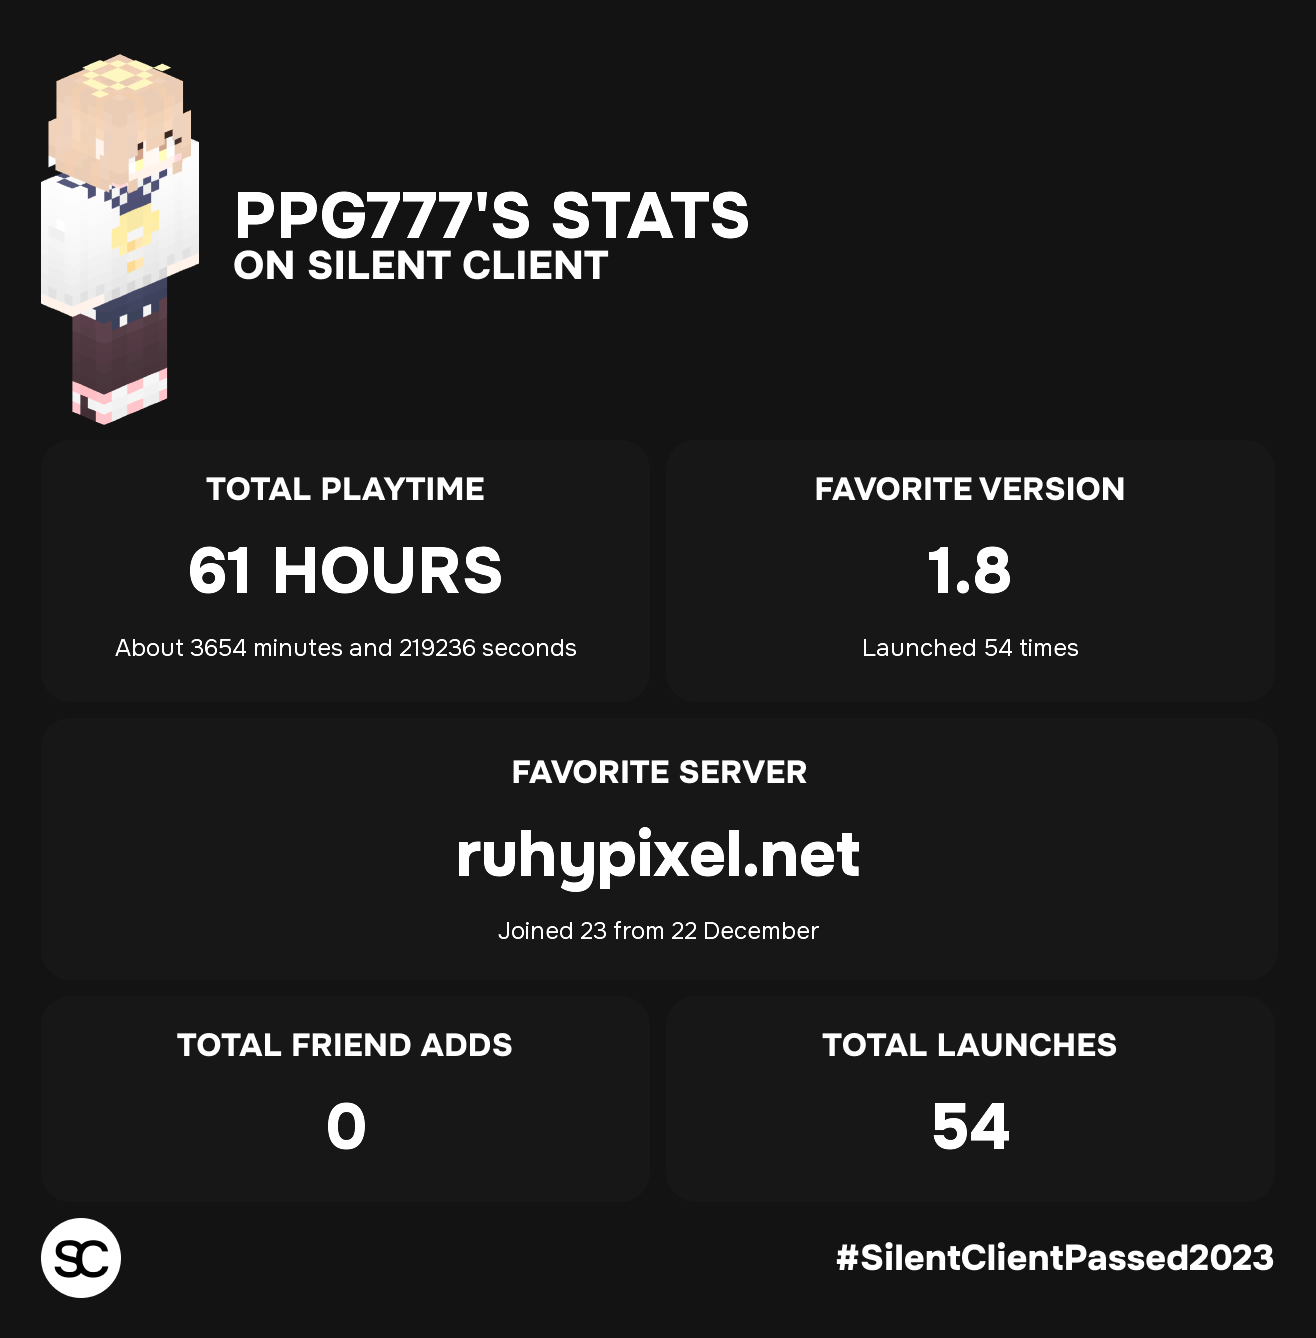 PPG777'S STATS
ON SILENT CLIENT
TOTAL PLAYTIME
61 HOURS
About 3654 minutes and 219236 seconds
FAVORITE VERSION
1.8
Launched 54 times
FAVORITE SERVER
ruhypixel.net
Joined 23 from 22 December
TOTAL FRIEND ADDS
0
TOTAL LAUNCHES
54
SC
#SilentClientPassed2023